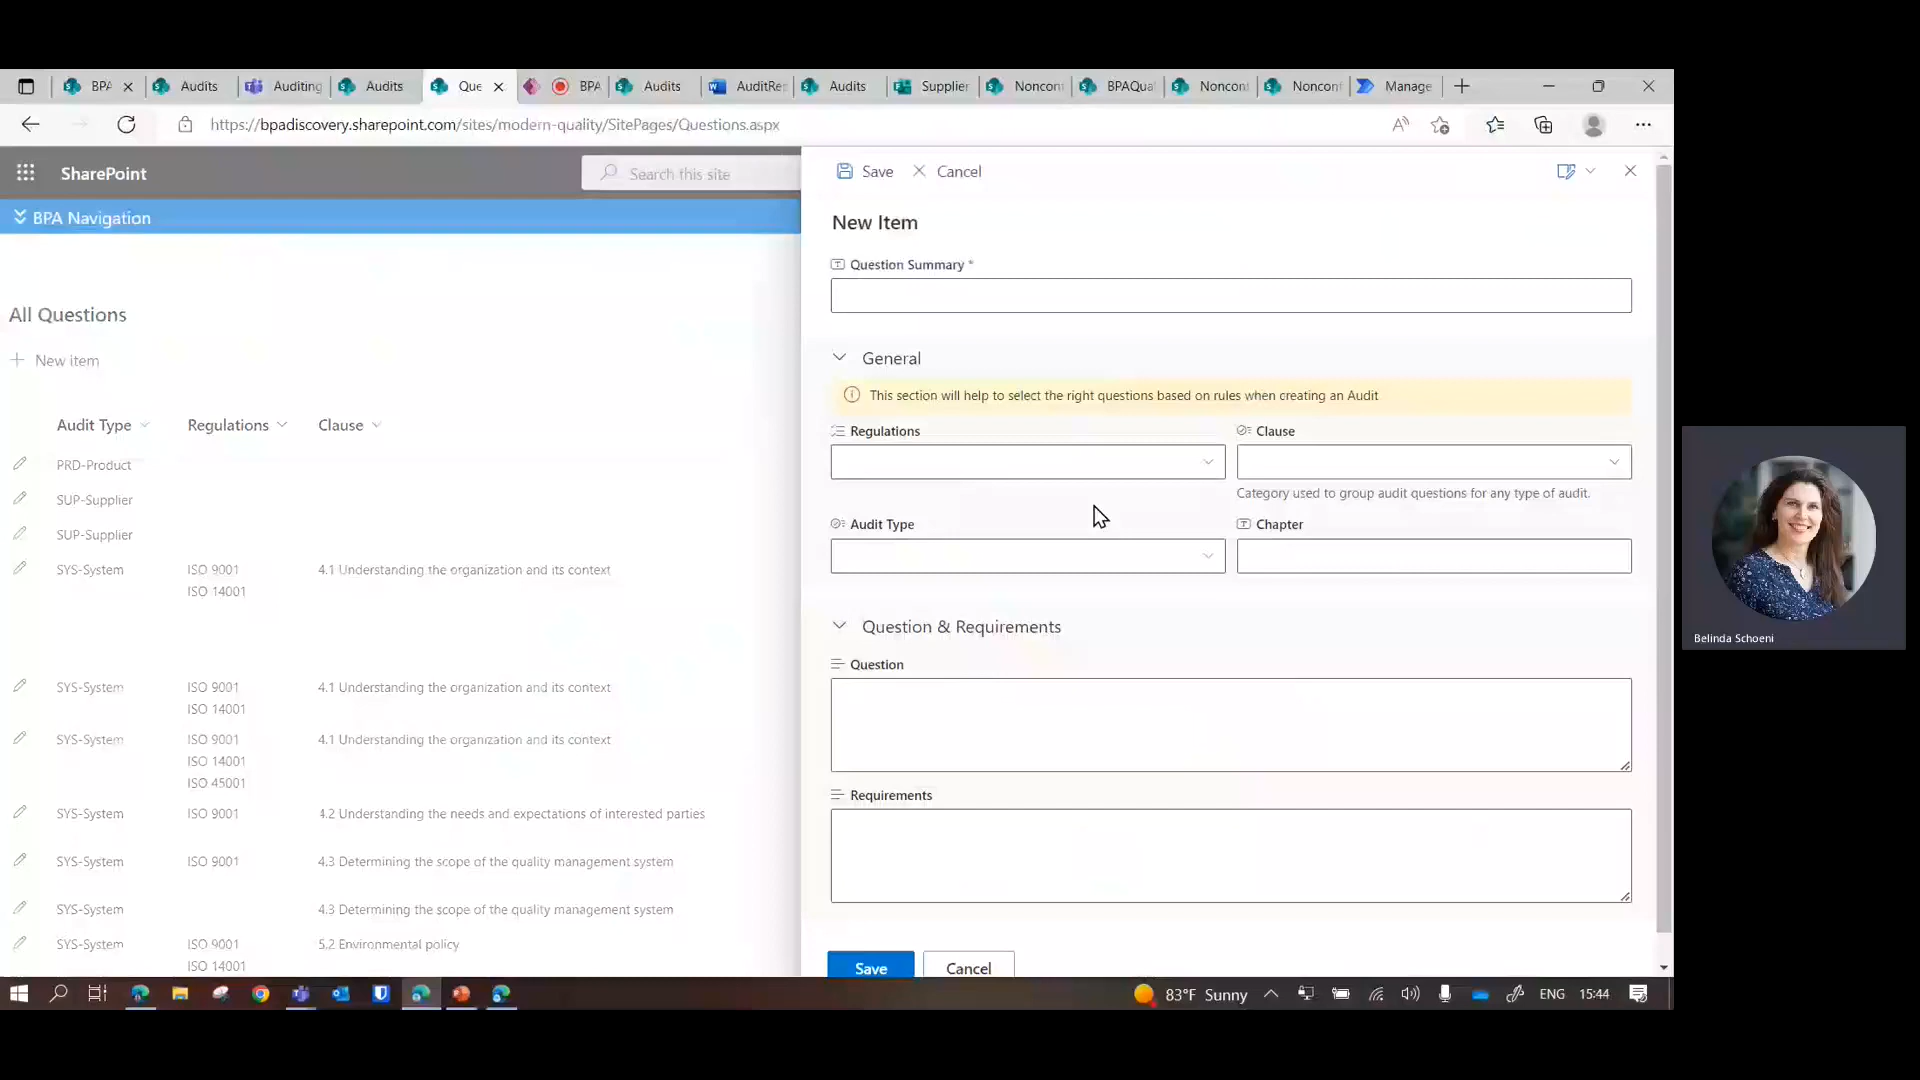 BPA
Audits
Auditing
Audits
Que
BPA
Audits
AuditRe
Audits
Supplier
Noncon
BPAQua
Noncon
Noncon
Manage
https://bpadiscovery.sharepoint.com/sites/modern-quality/SitePages/Questions.aspx
SharePoint
Search this site
BPA Navigation
All Questions
New item
Audit Type
Regulations
Clause
PRD-Product
SUP-Supplier
SUP-Supplier
SYS-System
ISO 9001
4.1 Understanding the organization and its context
ISO 14001
SYS-System
ISO 9001
4.1 Understanding the organization and its context
ISO 14001
SYS-System
ISO 9001
4.1 Understanding the organization and its context
ISO 14001
ISO 45001
SYS-System
ISO 9001
4.2 Understanding the needs and expectations of interested parties
SYS-System
ISO 9001
4.3 Determining the scope of the quality management system
SYS-System
4.3 Determining the scope of the quality management system
SYS-System
ISO 9001
5.2 Environmental policy
ISO 14001
Save
Cancel
New Item
Question Summary *
General
This section will help to select the right questions based on rules when creating an Audit
Regulations
Clause
Category used to group audit questions for any type of audit.
Audit Type
Chapter
Question & Requirements
Question
Requirements
Save
Cancel
Belinda Schoeni
83°F Sunny
ENG
15:44